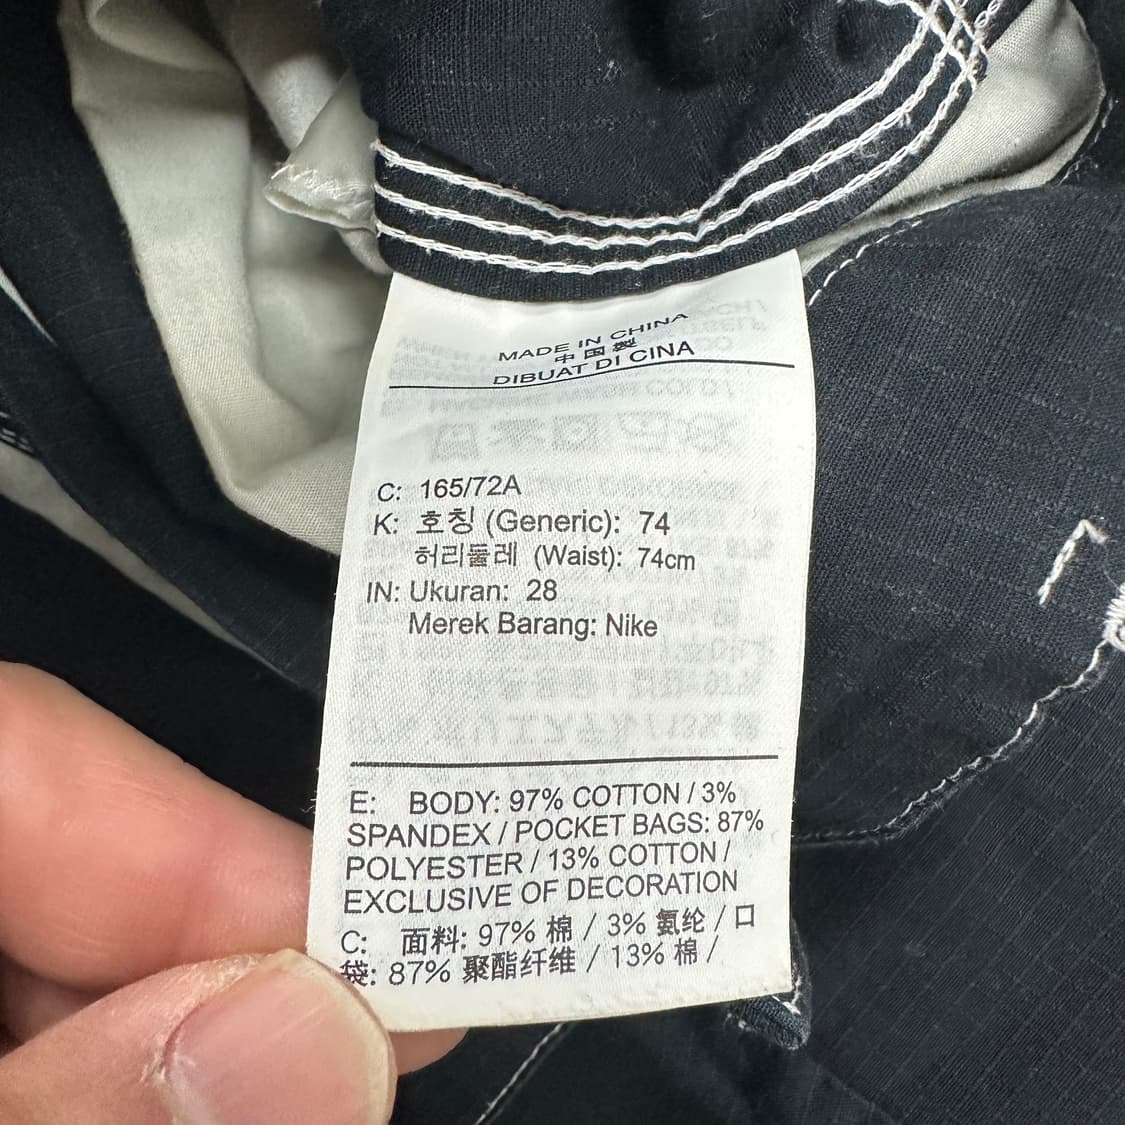 MADE IN CHINA
中国製
DIBUAT DI CINA
C: 165/72A
K: 호칭 (Generic): 74
허리둘레 (Waist): 74cm
IN: Ukuran: 28
Merek Barang: Nike
E: BODY: 97% COTTON / 3%
SPANDEX / POCKET BAGS: 87%
POLYESTER / 13% COTTON /
EXCLUSIVE OF DECORATION
C: 面料: 97% 棉 / 3% 氨纶 / 口
袋: 87% 聚酯纤维 / 13% 棉 /